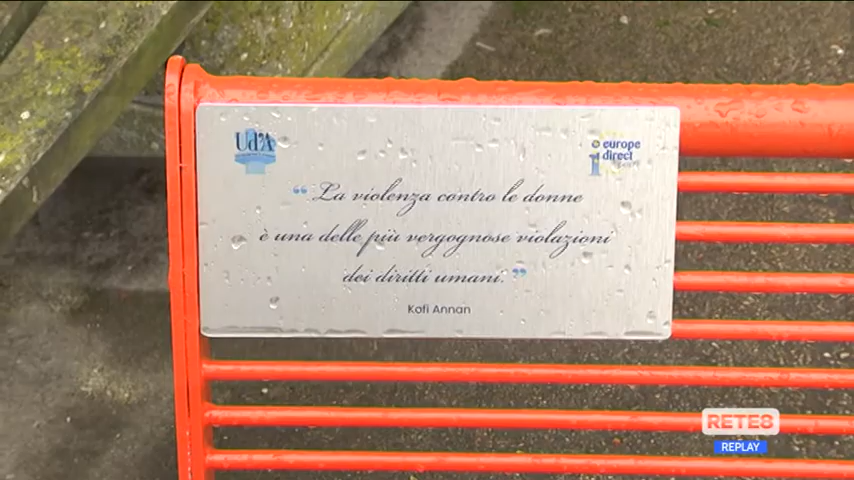 Ud'A
europe
direct
“La violenza contro le donne
è una delle più vergognose violazioni
dei diritti umani.”
Kofi Annan
RETE8
REPLAY